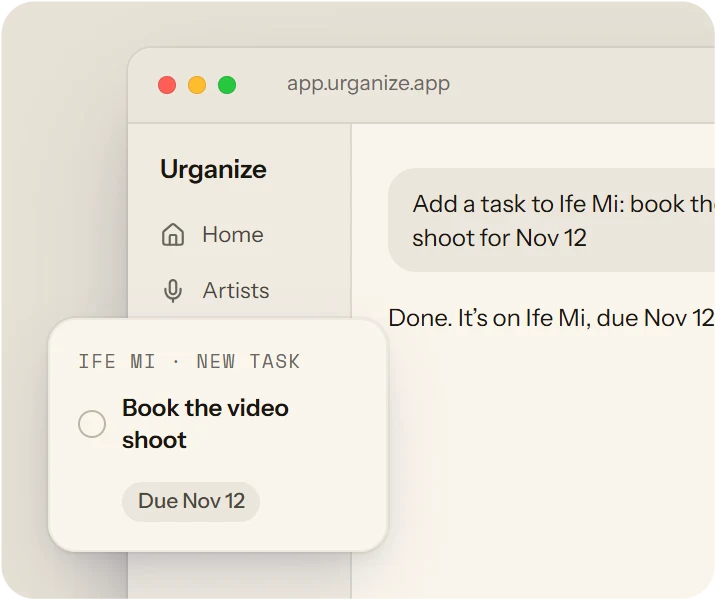 app.urganize.app
Urganize
Home
Artists
Add a task to Ife Mi: book
shoot for Nov 12
Done. It’s on Ife Mi, due Nov 12
IFE MI · NEW TASK
Book the video
shoot
Due Nov 12